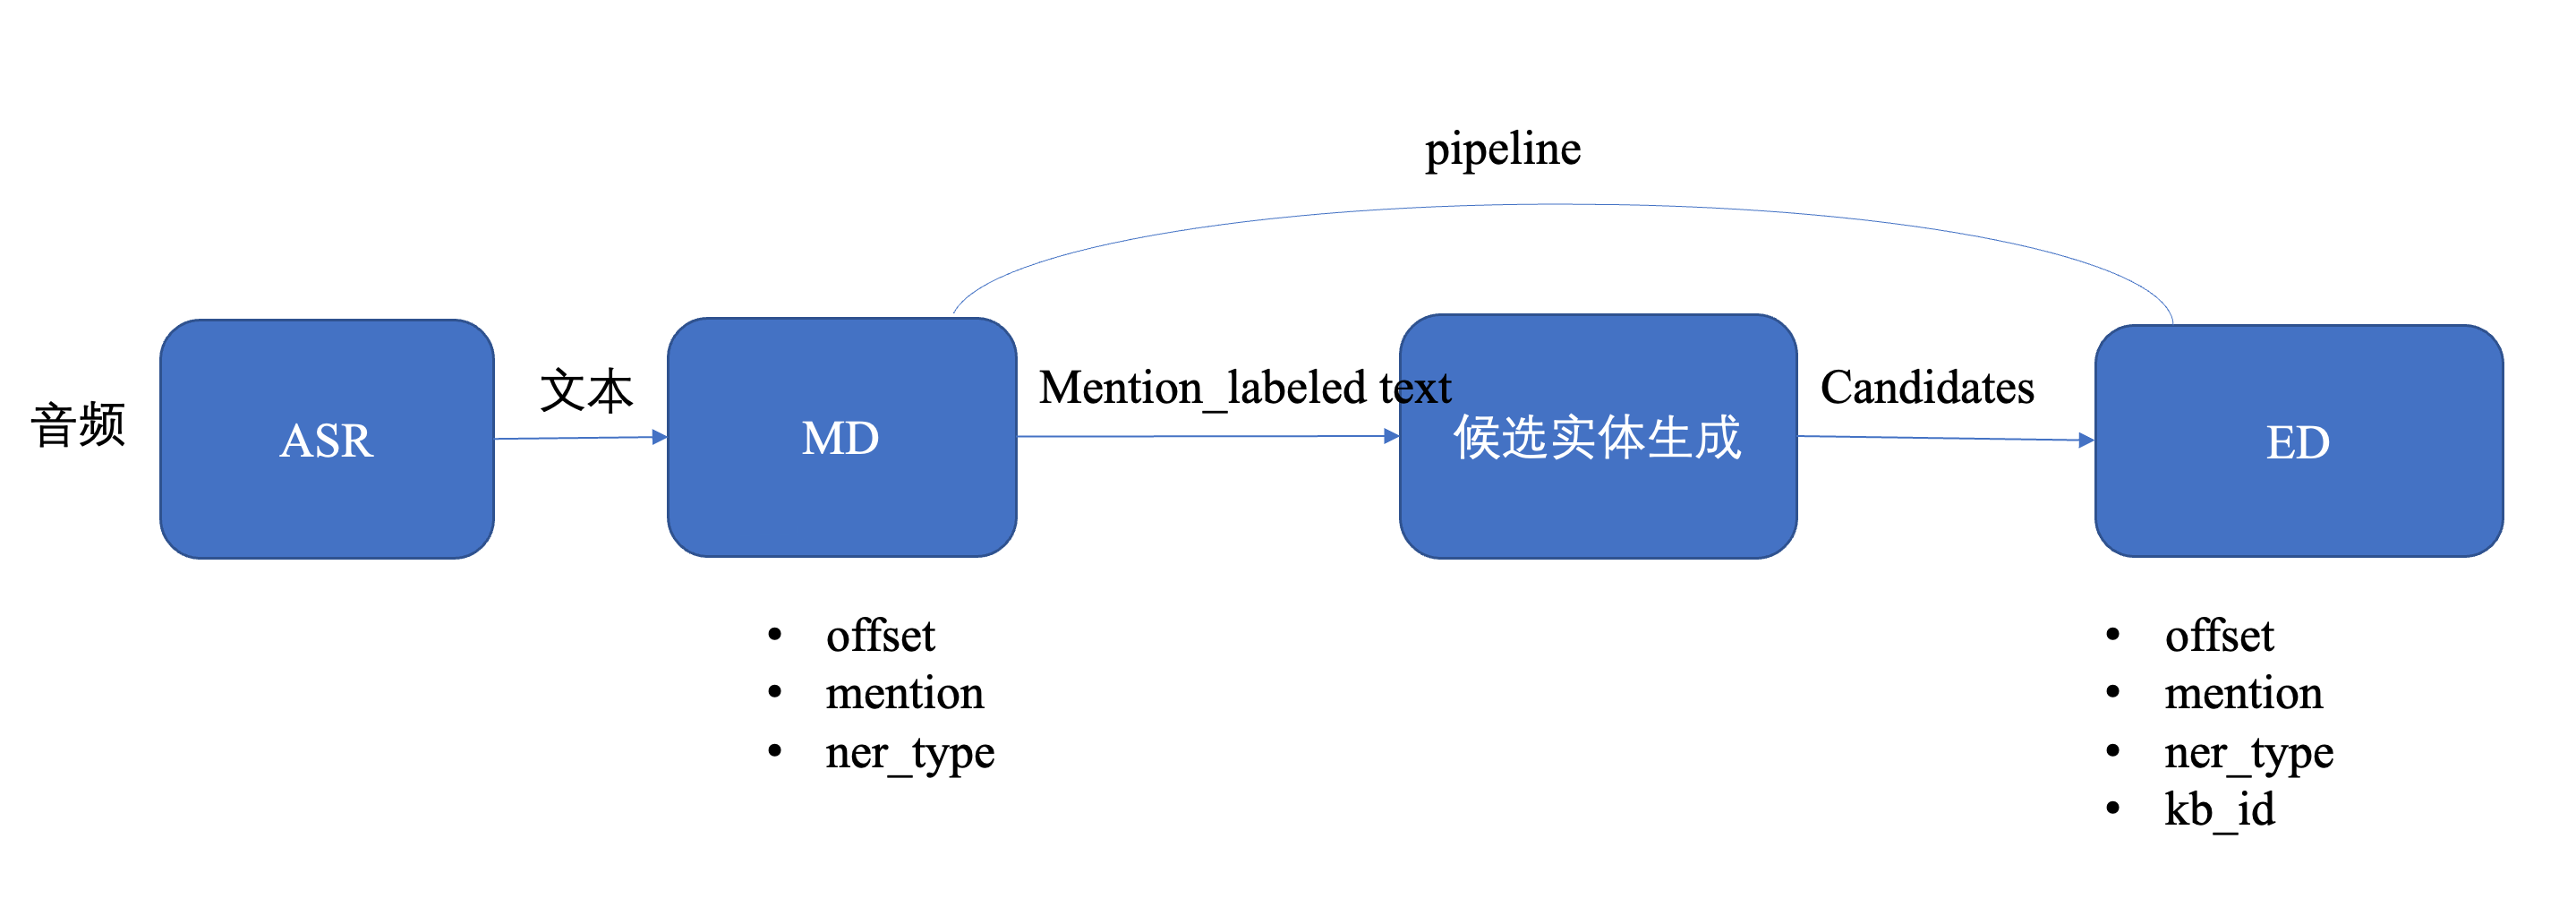 pipeline
音频
ASR
文本
MD
Mention_labeled text
候选实体生成
Candidates
ED
• offset
• mention
• ner_type
• offset
• mention
• ner_type
• kb_id